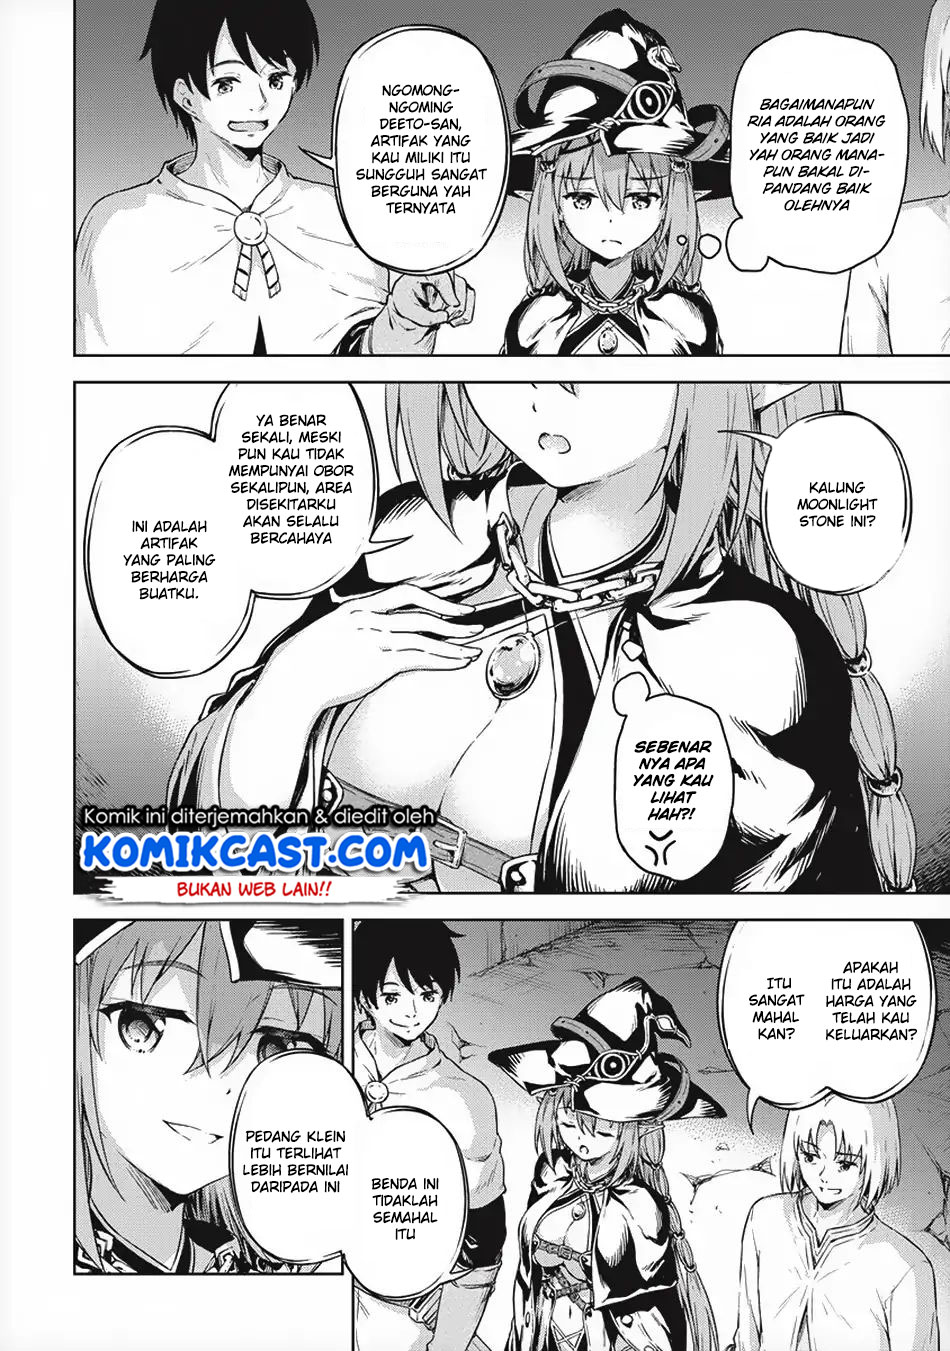 BAGAIMANAPUN
RIA ADALAH ORANG
YANG BAIK JADI
YAH ORANG MANA-
PUN BAKAL DI-
PANDANG BAIK
OLEHNYA
NGOMONG-
NGOMING
DEETO-SAN,
ARTIFAK YANG
KAU MILIKI ITU
SUNGGUH SANGAT
BERGUNA YAH
TERNYATA
KALUNG
MOONLIGHT
STONE INI?
YA BENAR
SEKALI, MESKI
PUN KAU TIDAK
MEMPUNYAI OBOR
SEKALIPUN, AREA
DISEKITARKU
AKAN SELALU
BERCAHAYA
INI ADALAH
ARTIFAK
YANG PALING
BERHARGA
BUATKU.
SEBENAR
NYA APA
YANG KAU
LIHAT
HAH?!
Komik ini diterjemahkan & diedit oleh
KOMIKCAST.COM
BUKAN WEB LAIN!!
APAKAH
ITU ADALAH
HARGA YANG
TELAH KAU
KELUARKAN?
ITU
SANGAT
MAHAL
KAN?
BENDA INI
TIDAKLAH
SEMAHAL
ITU
PEDANG KLEIN
ITU TERLIHAT
LEBIH BERNILAI
DARIPADA INI